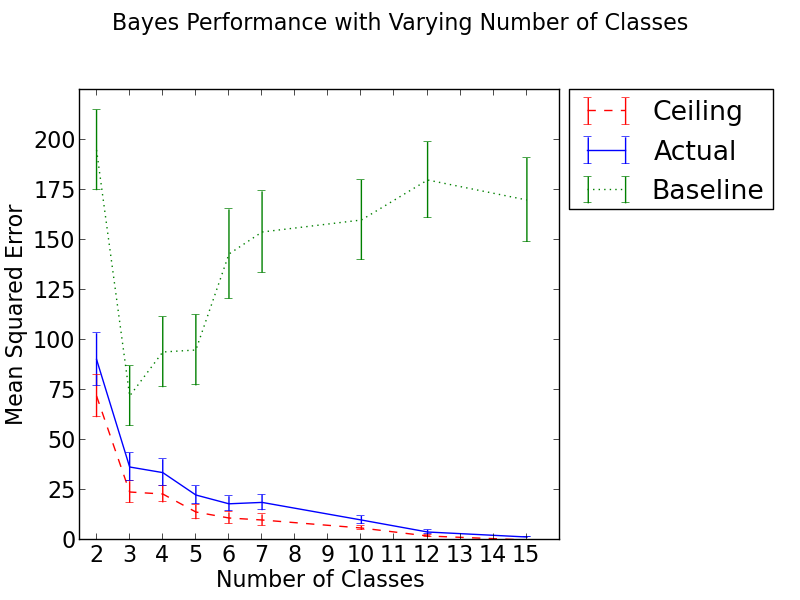 Bayes Performance with Varying Number of Classes
Ceiling
Actual
Baseline
Mean Squared Error
200
175
150
125
100
75
50
25
0
2 3 4 5 6 7 8 9 10 11 12 13 14 15
Number of Classes